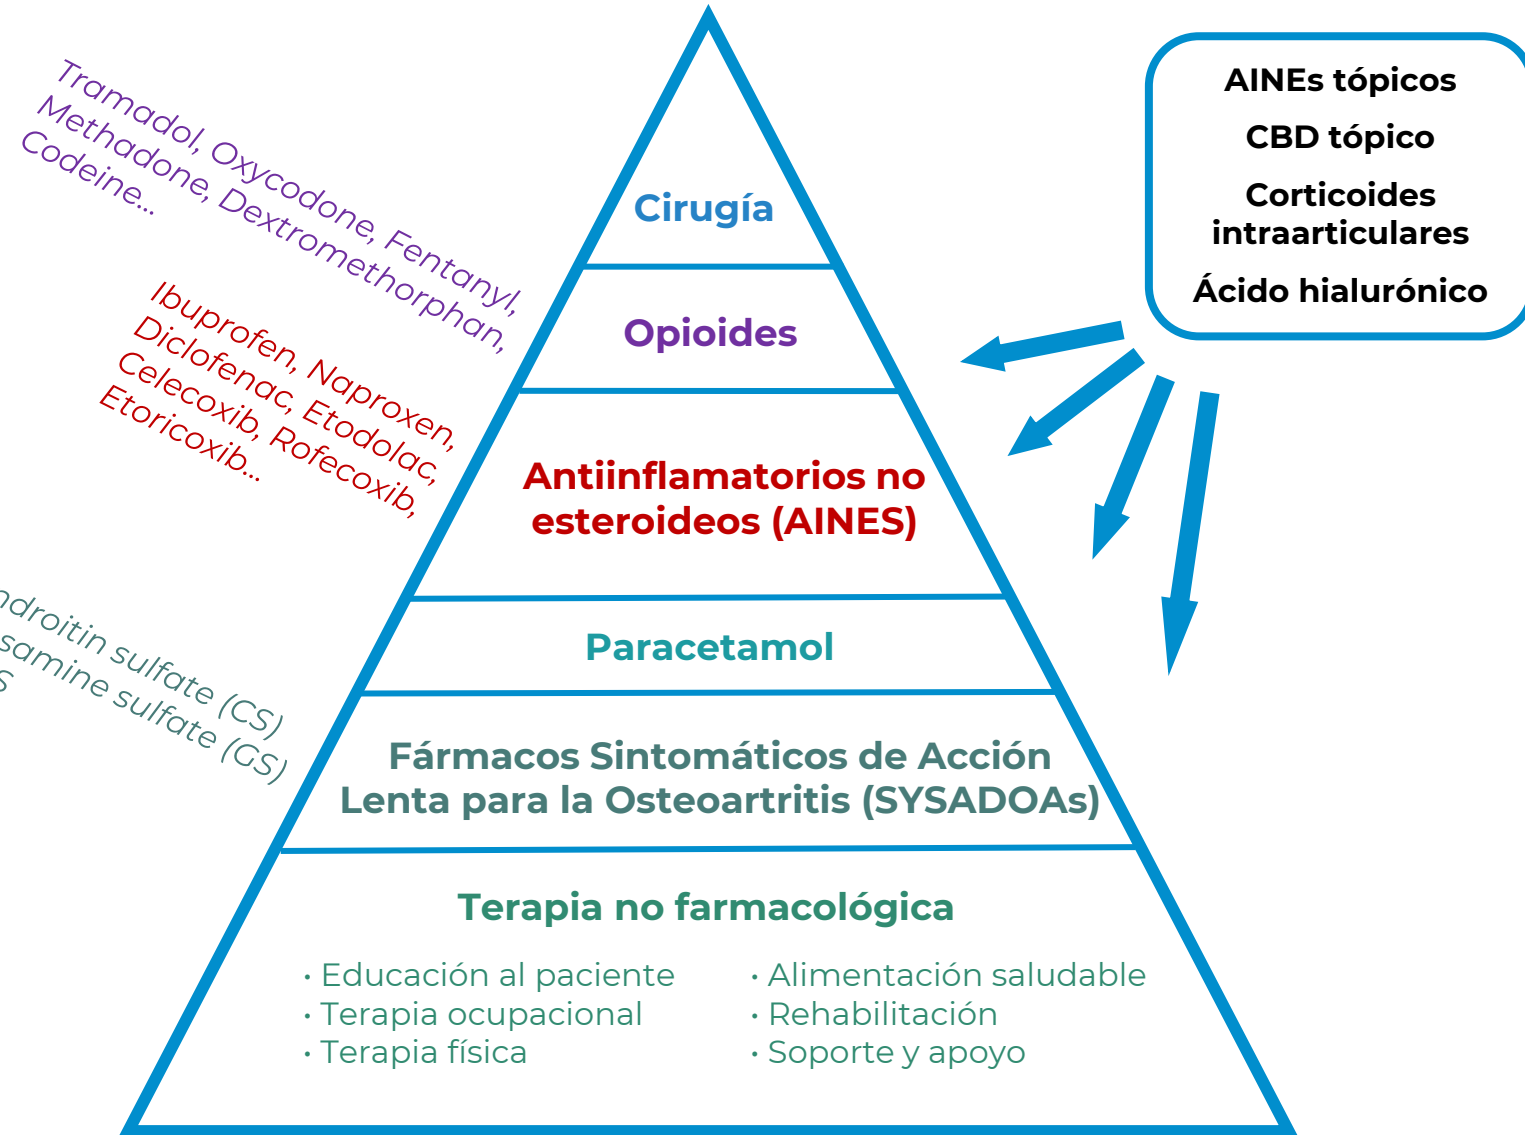 AINEs tópicos
CBD tópico
Corticoides
intraarticulares
Ácido hialurónico
Tramadol, Oxycodone, Fentanyl,
Methadone, Dextromethorphan,
Codeine...
Ibuprofen, Naproxen,
Diclofenac, Etodolac,
Celecoxib, Rofecoxib,
Etoricoxib...
sulfate (CS)
sulfate (GS)
Cirugía
Opioides
Antiinflamatorios no
esteroideos (AINES)
Paracetamol
Fármacos Sintomáticos de Acción
Lenta para la Osteoartritis (SYSADOAs)
Terapia no farmacológica
• Educación al paciente
• Terapia ocupacional
• Terapia física
• Alimentación saludable
• Rehabilitación
• Soporte y apoyo